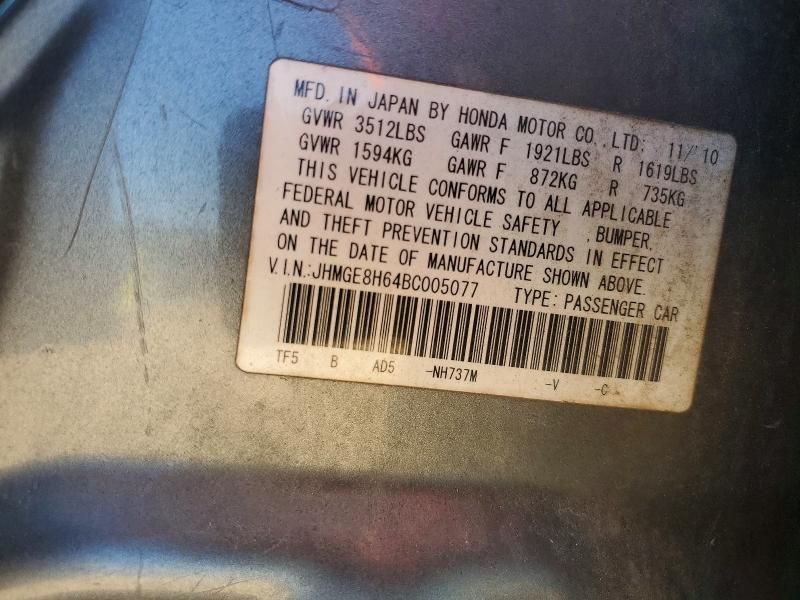 MFD. IN JAPAN BY HONDA MOTOR CO., LTD: 11/'10
GVWR 3512LBS GAWR F 1921LBS R 1619LBS
GVWR 1594KG GAWR F 872KG R 735KG
THIS VEHICLE CONFORMS TO ALL APPLICABLE
FEDERAL MOTOR VEHICLE SAFETY , BUMPER,
AND THEFT PREVENTION STANDARDS IN EFFECT
ON THE DATE OF MANUFACTURE SHOWN ABOVE.
V.I.N.:JHMGE8H64BC005077 TYPE: PASSENGER CAR
TF5 B AD5 -NH737M -V -C